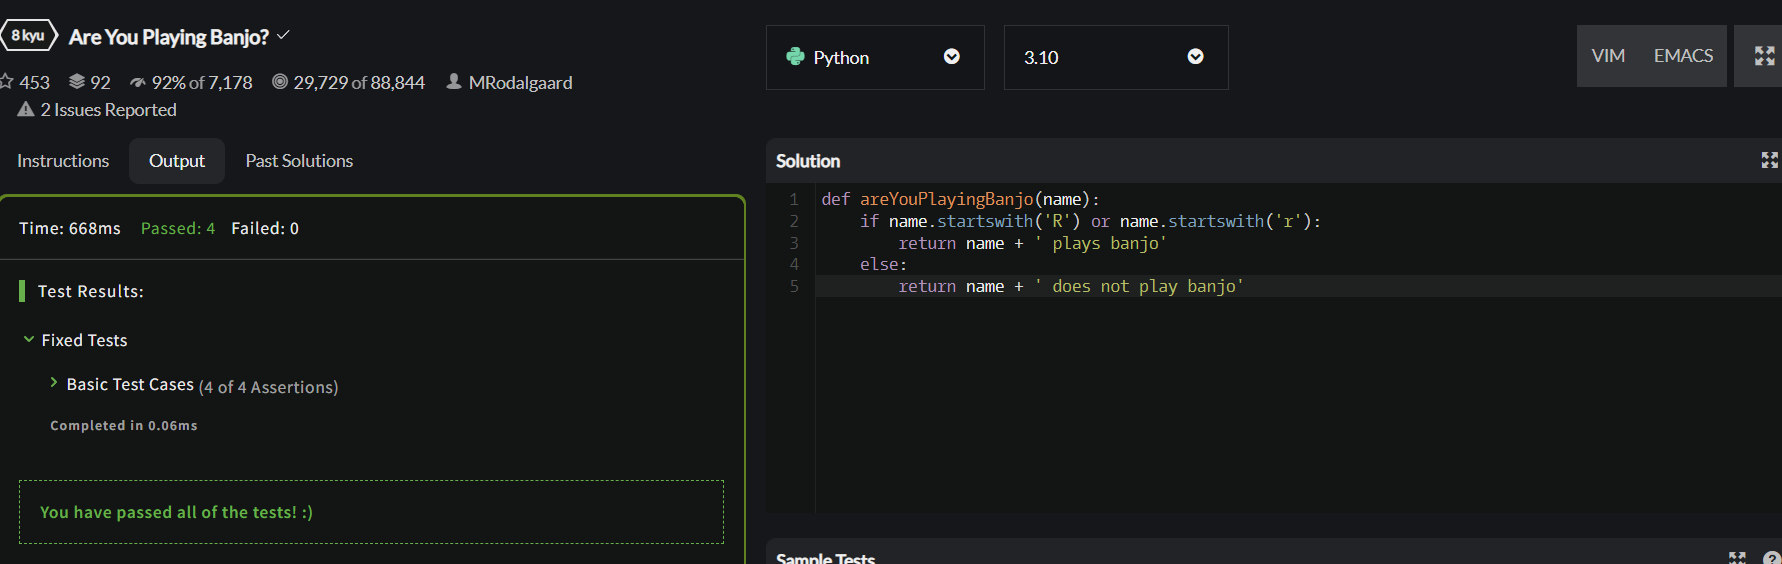 8 kyu Are You Playing Banjo?
453 92 92% of 7,178 29,729 of 88,844 MRodalgaard
2 Issues Reported
Instructions Output Past Solutions
Time: 668ms Passed: 4 Failed: 0
Test Results:
Fixed Tests
Basic Test Cases (4 of 4 Assertions)
Completed in 0.06ms
You have passed all of the tests! :)
Python 3.10 VIM EMACS
Solution
1 def areYouPlayingBanjo(name):
2     if name.startswith('R') or name.startswith('r'):
3         return name + ' plays banjo'
4     else:
5         return name + ' does not play banjo'
Sample Tests ?